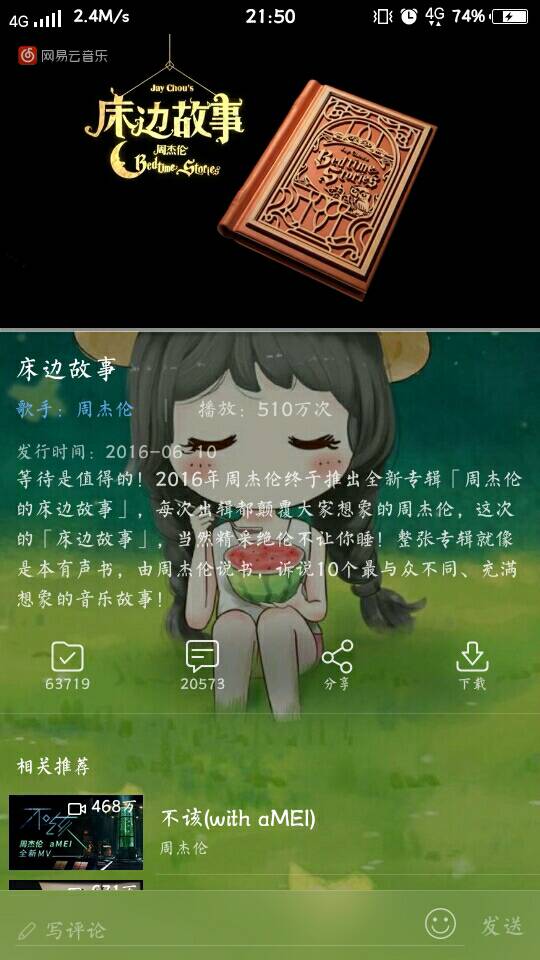 4G 2.4M/s 21:50 4G 74%
网易云音乐
Jay Chou's
床边故事
周杰伦
Bedtime Stories
Bedtime
Stories
床边故事
歌手：周杰伦 播放：510万次
发行时间：2016-06-10
等待是值得的！2016年周杰伦终于推出全新专辑「周杰伦
的床边故事」，每次出辑都颠覆大家想象的周杰伦，这次
的「床边故事」，当然精采绝伦不让你睡！整张专辑就像
是本有声书，由周杰伦说书，诉说10个最与众不同、充满
想象的音乐故事！
63719 20573 分享 下载
相关推荐
468万
不该
周杰伦 aMEI
全新MV
不该(with aMEI)
周杰伦
写评论 发送